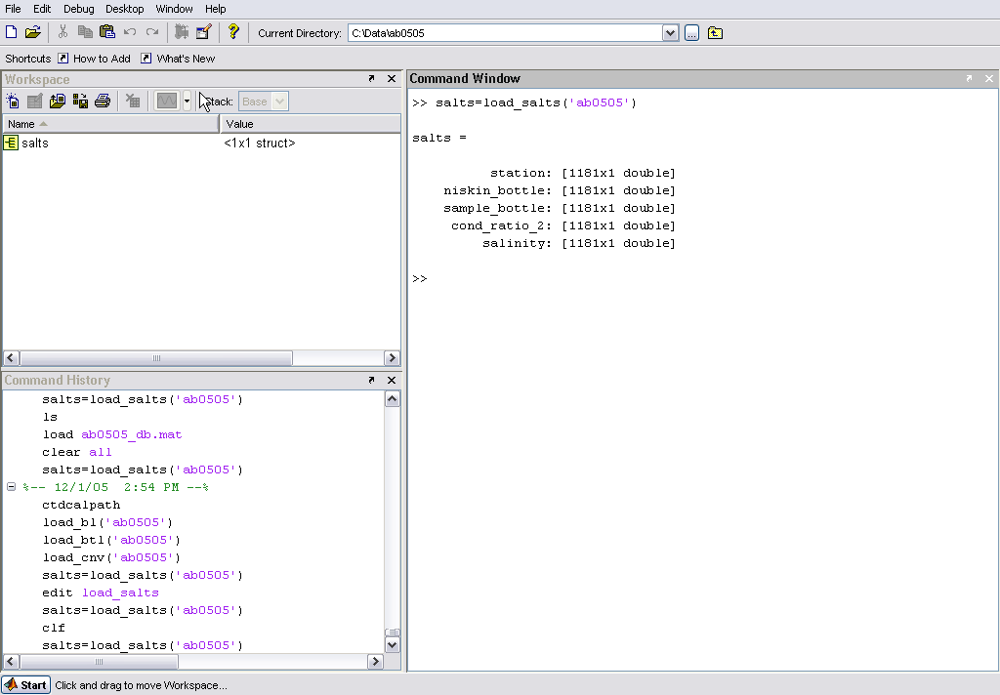 File Edit Debug Desktop Window Help
Current Directory: C:\Data\ab0505
Shortcuts How to Add What's New
Workspace
Stack: Base
Name Value
salts <1x1 struct>
Command History
salts=load_salts('ab0505')
ls
load ab0505_db.mat
clear all
salts=load_salts('ab0505')
%-- 12/1/05  2:54 PM --%
ctdcalpath
load_bl('ab0505')
load_btl('ab0505')
load_cnv('ab0505')
salts=load_salts('ab0505')
edit load_salts
salts=load_salts('ab0505')
clf
salts=load_salts('ab0505')
Command Window
>> salts=load_salts('ab0505')
salts =
station: [1181x1 double]
niskin_bottle: [1181x1 double]
sample_bottle: [1181x1 double]
cond_ratio_2: [1181x1 double]
salinity: [1181x1 double]
>>
Start Click and drag to move Workspace...